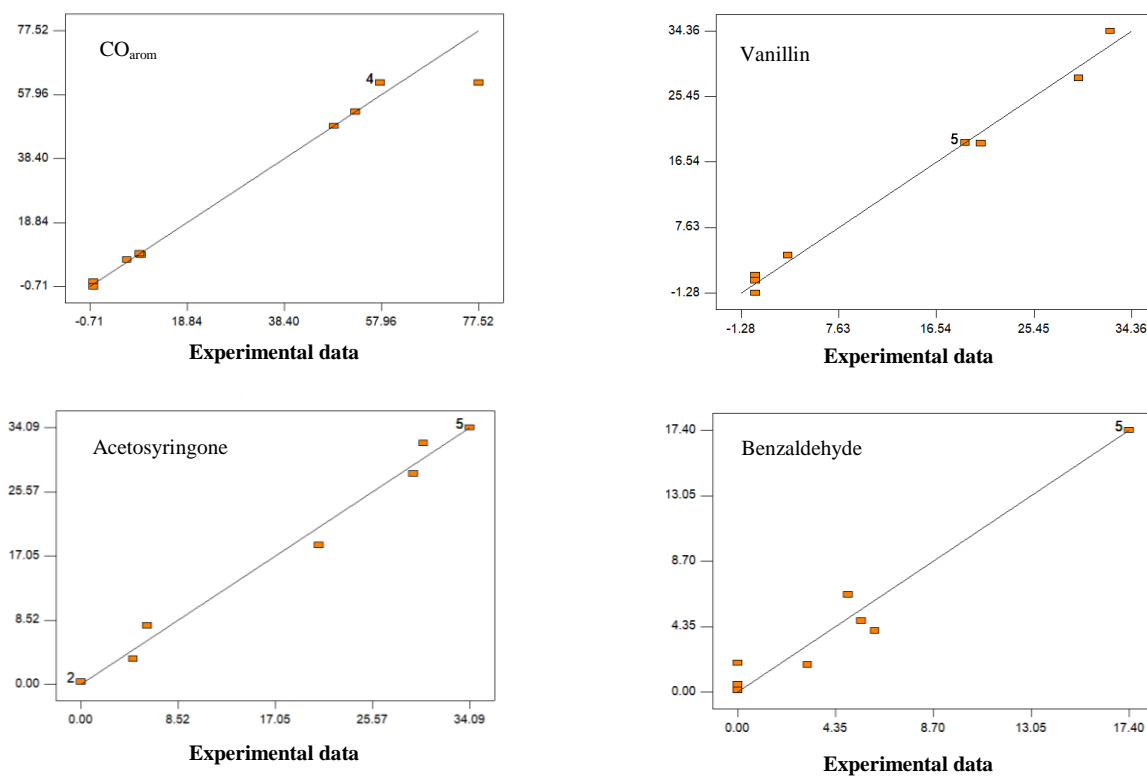 77.52
CO_arom
4
57.96
38.40
18.84
-0.71
-0.71 18.84 38.40 57.96 77.52
Experimental data
34.36
Vanillin
25.45
5
16.54
7.63
-1.28
-1.28 7.63 16.54 25.45 34.36
Experimental data
34.09
5
Acetosyringone
25.57
17.05
8.52
2
0.00
0.00 8.52 17.05 25.57 34.09
Experimental data
17.40
5
Benzaldehyde
13.05
8.70
4.35
0.00
0.00 4.35 8.70 13.05 17.40
Experimental data